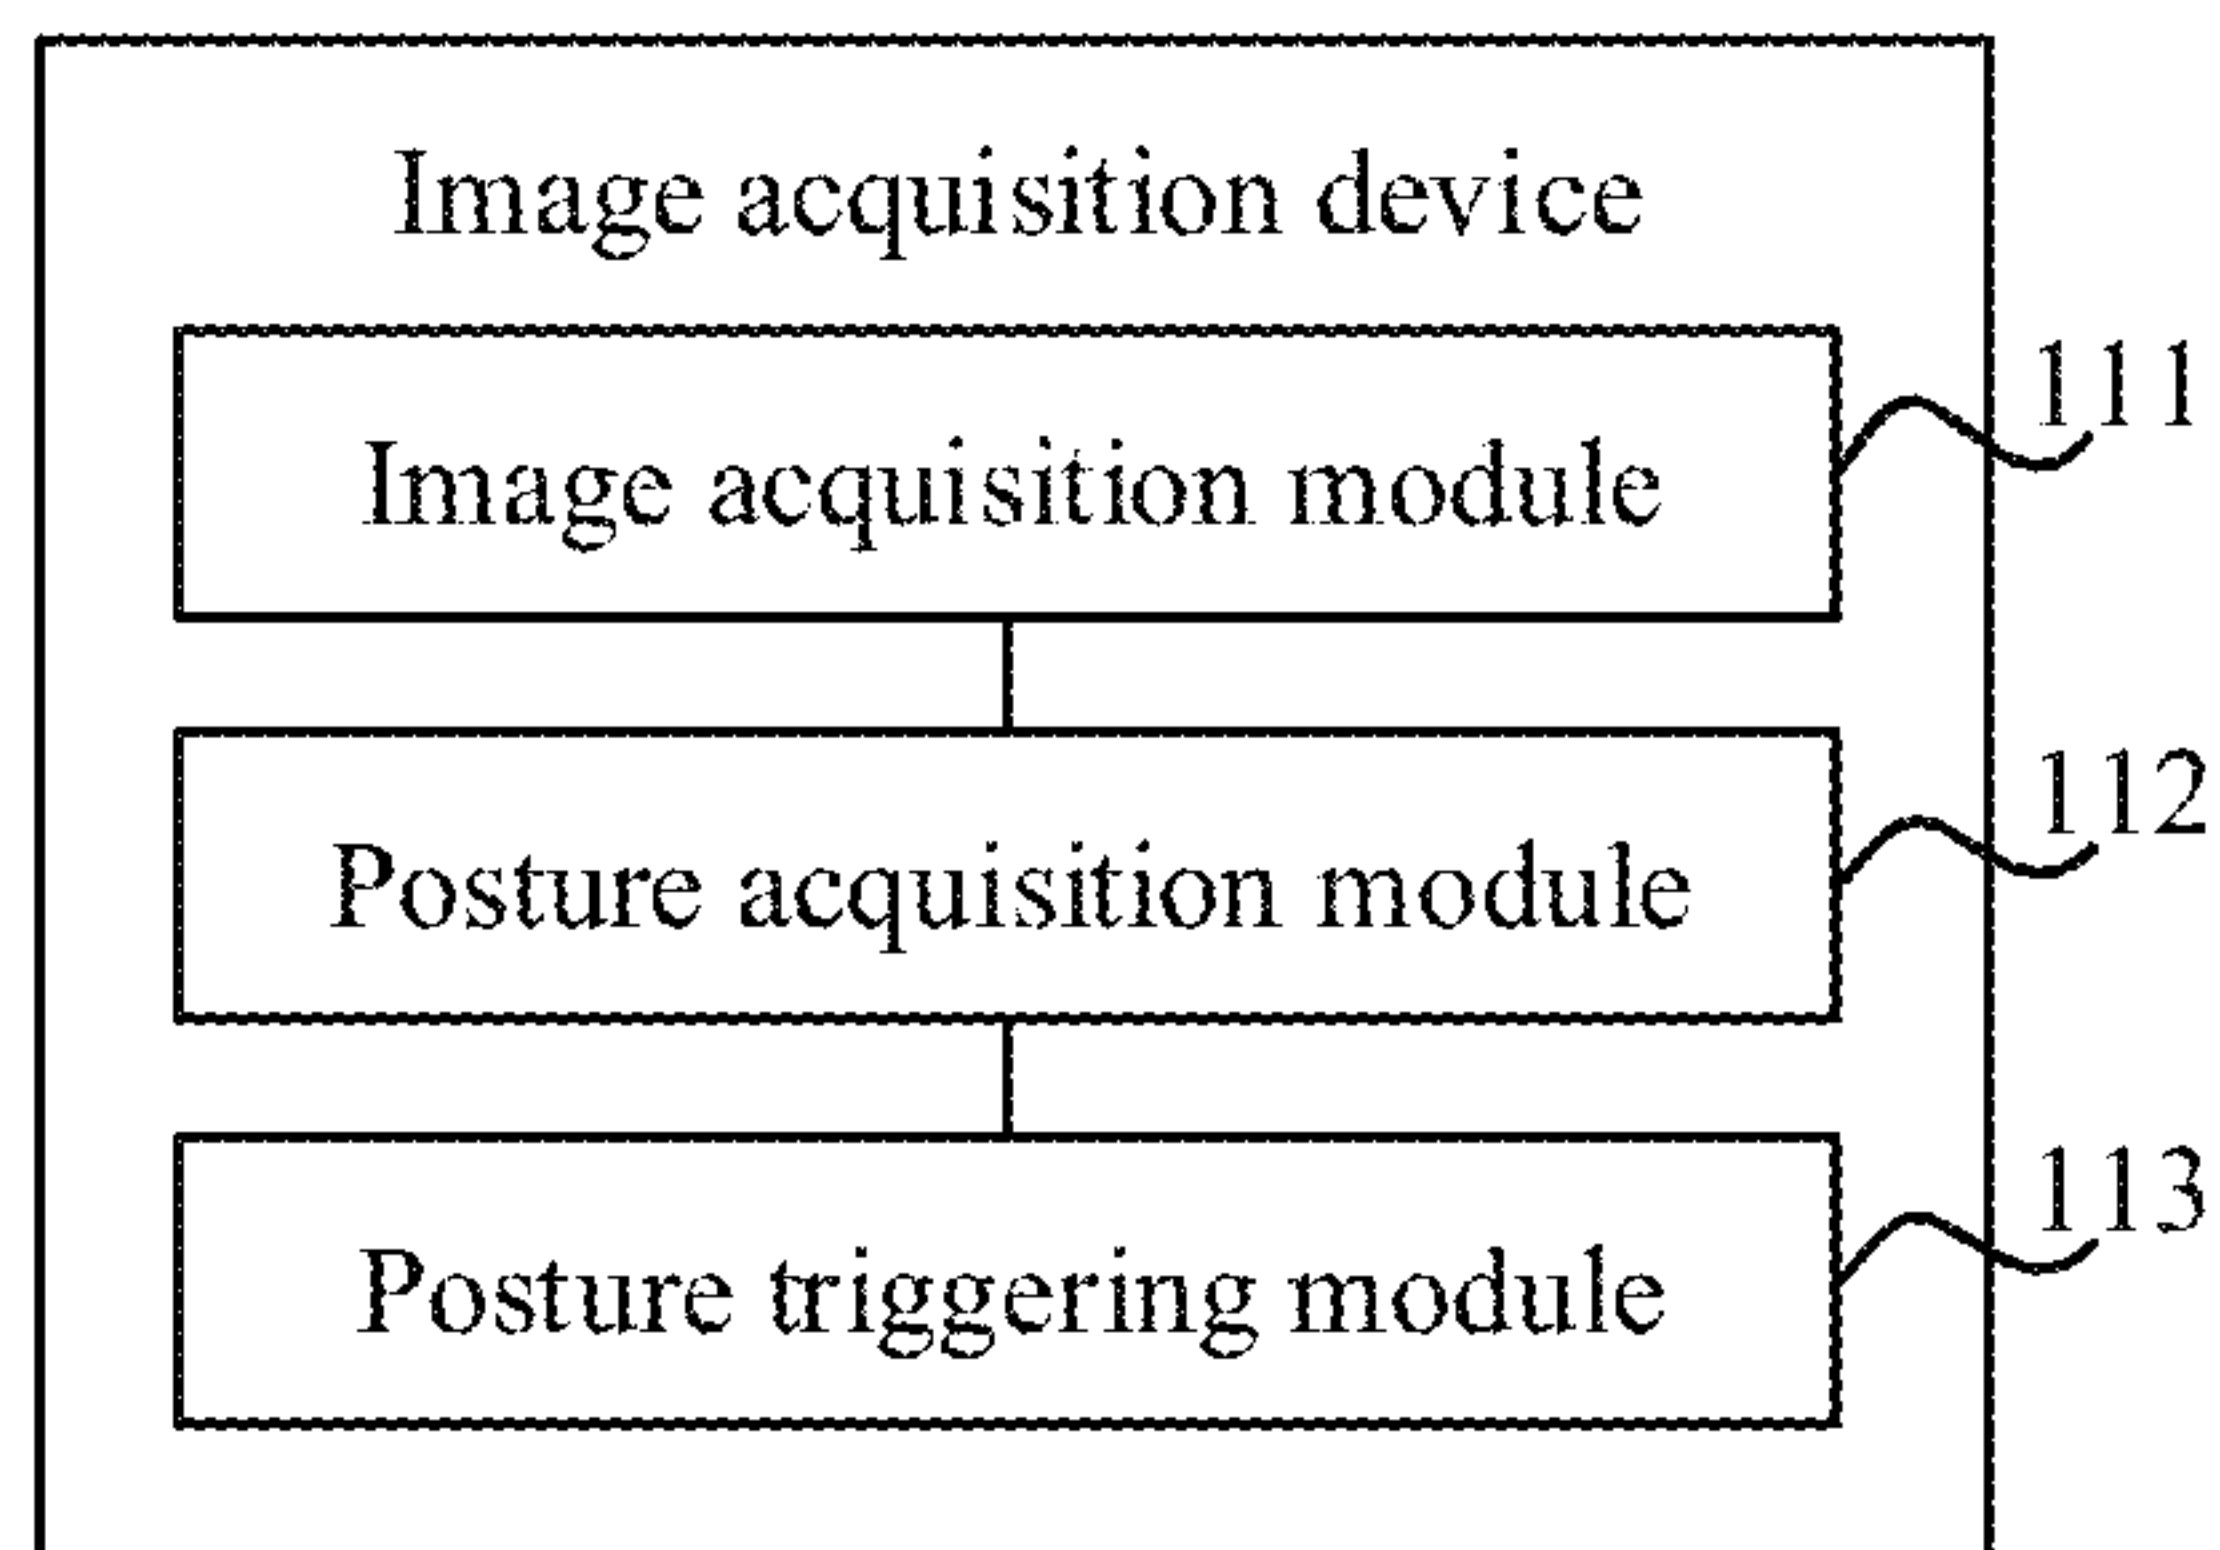 Image acquisition device
111
Image acquisition module
112
Posture acquisition module
113
Posture triggering module